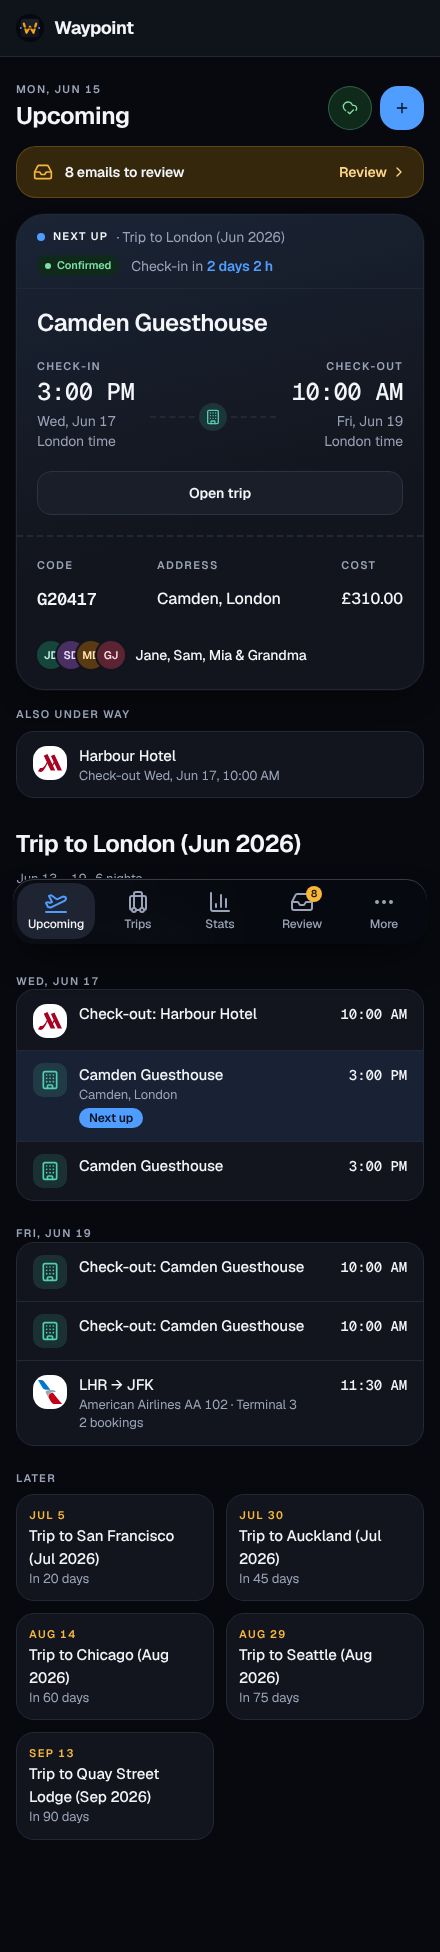 Waypoint
MON, JUN 15
Upcoming
8 emails to review
Review
NEXT UP · Trip to London (Jun 2026)
Confirmed Check-in in 2 days 2 h
Camden Guesthouse
CHECK-IN CHECK-OUT
3:00 PM 10:00 AM
Wed, Jun 17 Fri, Jun 19
London time London time
Open trip
CODE ADDRESS COST
G20417 Camden, London £310.00
GJ Jane, Sam, Mia & Grandma
ALSO UNDER WAY
Harbour Hotel
Check-out Wed, Jun 17, 10:00 AM
Trip to London (Jun 2026)
8
Upcoming Trips Stats Review More
WED, JUN 17
Check-out: Harbour Hotel 10:00 AM
Camden Guesthouse 3:00 PM
Camden, London
Next up
Camden Guesthouse 3:00 PM
FRI, JUN 19
Check-out: Camden Guesthouse 10:00 AM
Check-out: Camden Guesthouse 10:00 AM
LHR → JFK 11:30 AM
American Airlines AA 102 · Terminal 3
2 bookings
LATER
JUL 5
Trip to San Francisco
(Jul 2026)
In 20 days
JUL 30
Trip to Auckland (Jul
2026)
In 45 days
AUG 14
Trip to Chicago (Aug
2026)
In 60 days
AUG 29
Trip to Seattle (Aug
2026)
In 75 days
SEP 13
Trip to Quay Street
Lodge (Sep 2026)
In 90 days